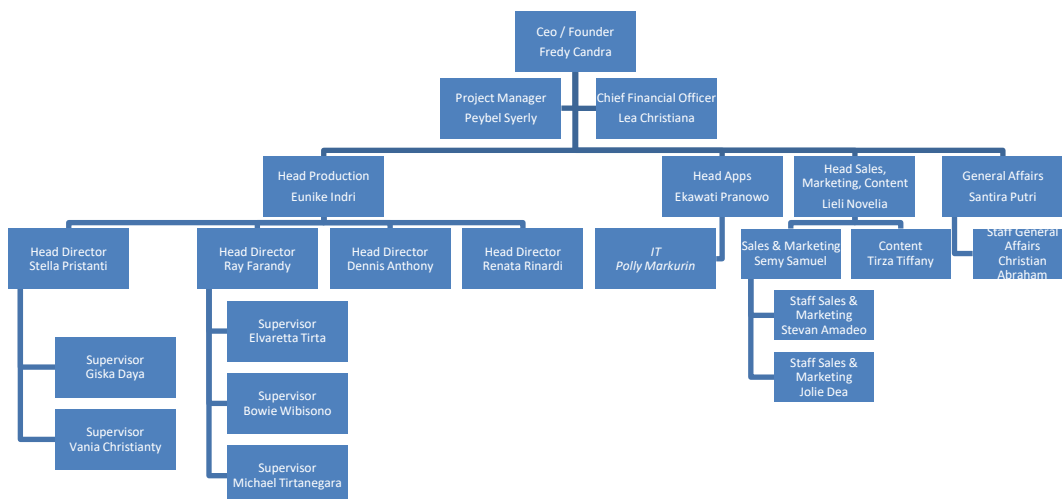 Ceo / Founder
Fredy Candra
Project Manager
Peybel Syerly
Chief Financial Officer
Lea Christiana
Head Production
Eunike Indri
Head Apps
Ekawati Pranowo
Head Sales,
Marketing, Content
Lieli Novelia
General Affairs
Santira Putri
Head Director
Stella Pristanti
Head Director
Ray Farandy
Head Director
Dennis Anthony
Head Director
Renata Rinardi
IT
Polly Markurin
Sales & Marketing
Semy Samuel
Content
Tirza Tiffany
Staff General
Affairs
Christian
Abraham
Supervisor
Giska Daya
Supervisor
Vania Christianty
Supervisor
Elvaretta Tirta
Supervisor
Bowie Wibisono
Supervisor
Michael Tirtanegara
Staff Sales &
Marketing
Stevan Amadeo
Staff Sales &
Marketing
Jolie Dea